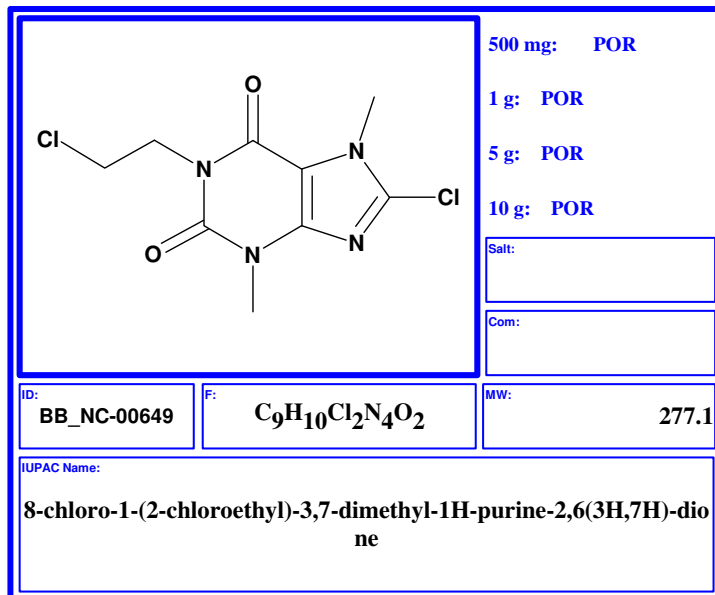 500 mg: POR
1 g: POR
5 g: POR
10 g: POR
O
Cl
N
N
Cl
O
N
N
Salt:
Com:
ID:
BB_NC-00649
F:
C9H10Cl2N4O2
MW:
277.1
IUPAC Name:
8-chloro-1-(2-chloroethyl)-3,7-dimethyl-1H-purine-2,6(3H,7H)-dio
ne